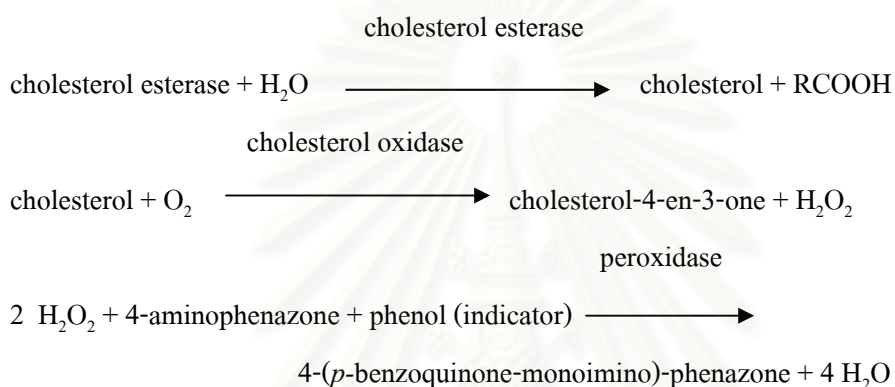 cholesterol esterase
cholesterol esterase + H₂O cholesterol + RCOOH
cholesterol oxidase
cholesterol + O₂ cholesterol-4-en-3-one + H₂O₂
peroxidase
2 H₂O₂ + 4-aminophenazone + phenol (indicator)
4-(p-benzoquinone-monoimino)-phenazone + 4 H₂O